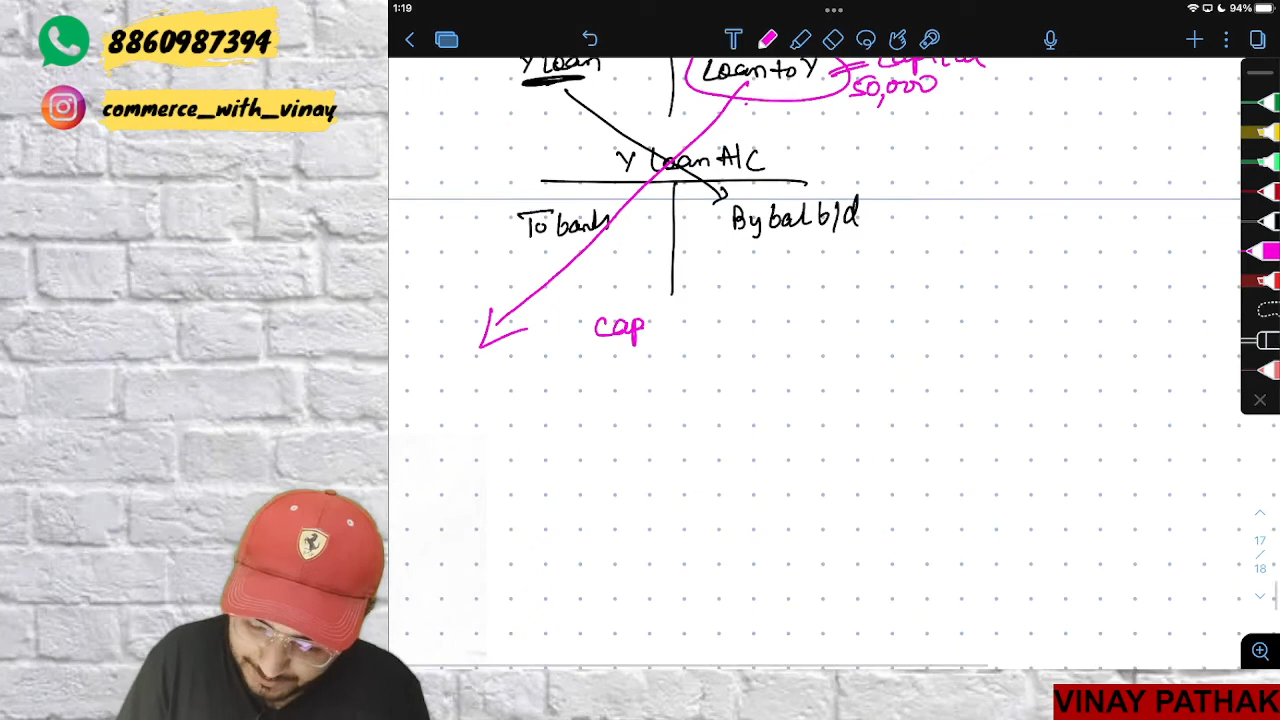 1:19
94%
8860987394
commerce_with_vinay
Y Loan
Loan to Y
Capital
50,000
Y Loan A/C
To bank
By bal b/d
cap
17
/
18
VINAY PATHAK